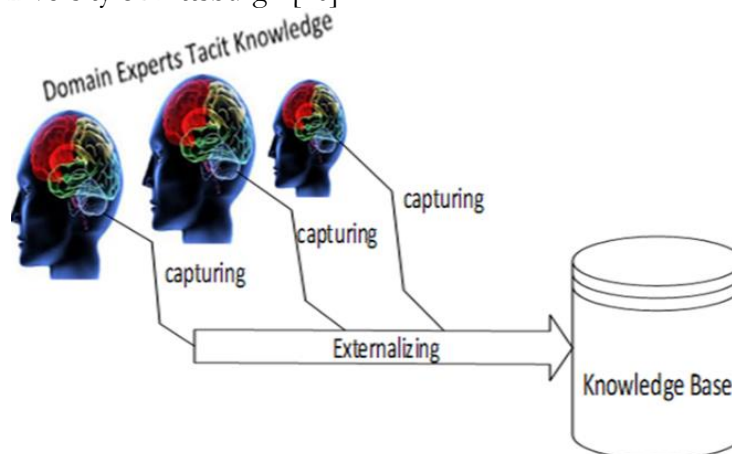 Domain Experts Tacit Knowledge
capturing
capturing
capturing
Externalizing
Knowledge Base